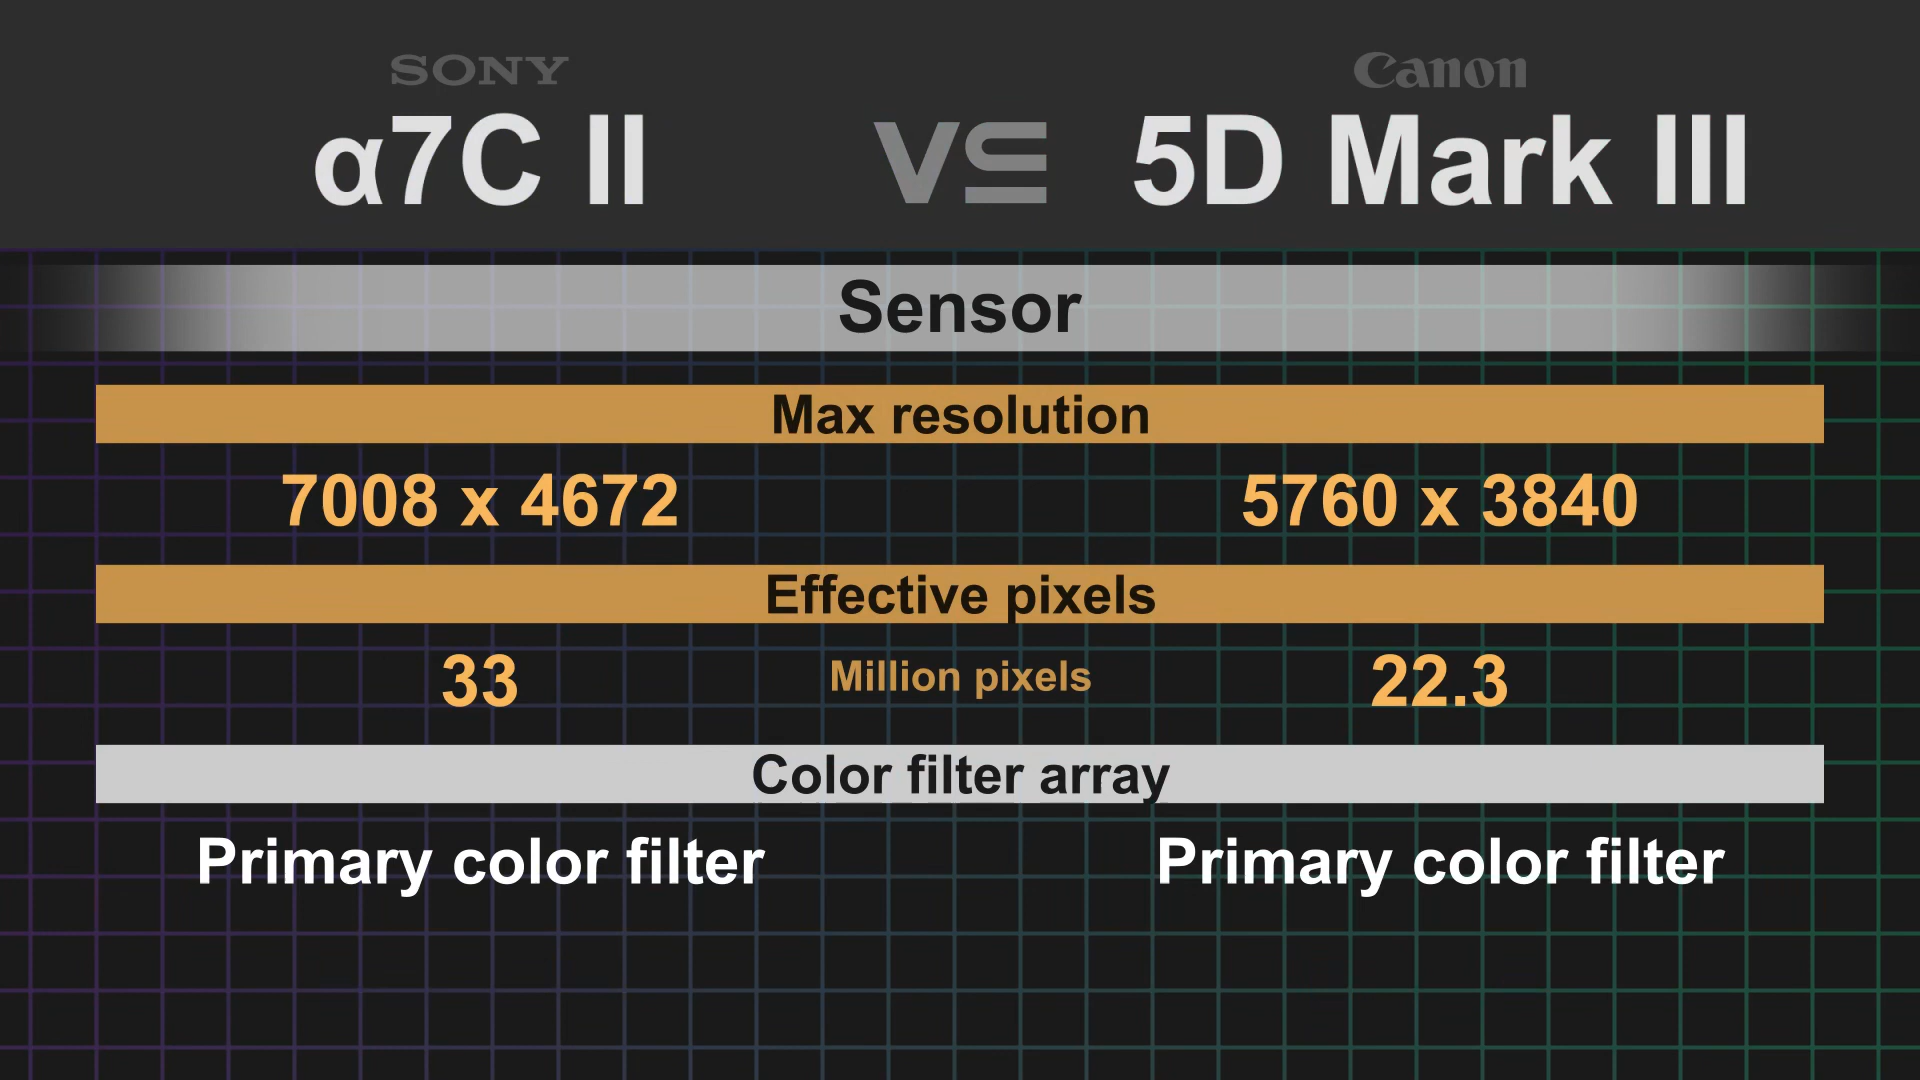 SONY
Canon
α7C II
VS
5D Mark III
Sensor
Max resolution
7008 x 4672
5760 x 3840
Effective pixels
33
Million pixels
22.3
Color filter array
Primary color filter
Primary color filter